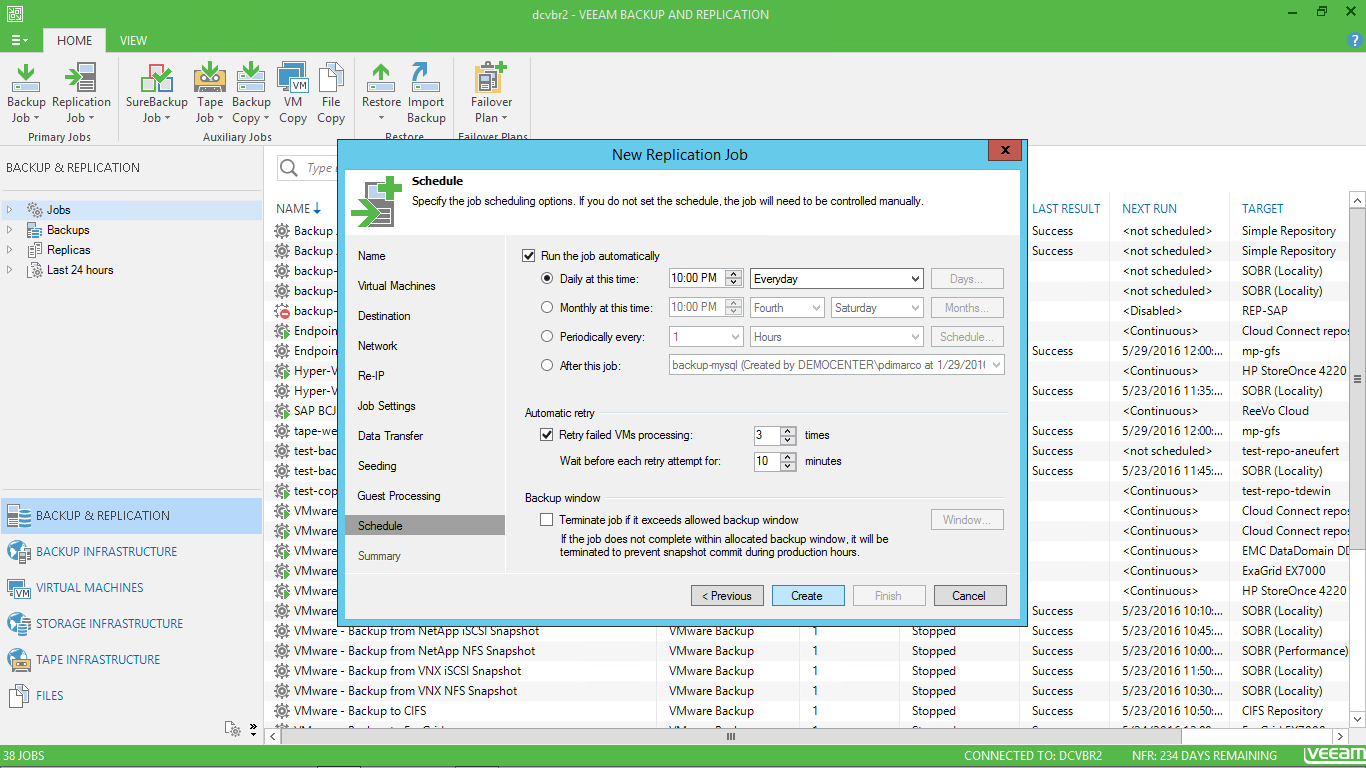 dcvbr2 - VEEAM BACKUP AND REPLICATION
HOME VIEW
?
Backup Job
Replication Job
SureBackup Job
Tape Job
Backup Copy
VM
VM Copy
File Copy
Restore
Import Backup
Failover Plan
Primary Jobs
Auxiliary Jobs
Restore
Failover Plans
BACKUP & REPLICATION
Jobs
Backups
Replicas
Last 24 hours
BACKUP & REPLICATION
BACKUP INFRASTRUCTURE
VIRTUAL MACHINES
STORAGE INFRASTRUCTURE
TAPE INFRASTRUCTURE
FILES
New Replication Job
X
Schedule
Specify the job scheduling options. If you do not set the schedule, the job will need to be controlled manually.
Name
Virtual Machines
Destination
Network
Re-IP
Job Settings
Data Transfer
Seeding
Guest Processing
Schedule
Summary
Run the job automatically
Daily at this time: 10:00 PM Everyday Days...
Monthly at this time: 10:00 PM Fourth Saturday Months...
Periodically every: 1 Hours Schedule...
After this job: backup-mysql (Created by DEMOCENTER\pdimarco at 1/29/2016
Automatic retry
Retry failed VMs processing: 3 times
Wait before each retry attempt for: 10 minutes
Backup window
Terminate job if it exceeds allowed backup window Window...
If the job does not complete within allocated backup window, it will be
terminated to prevent snapshot commit during production hours.
< Previous Create Finish Cancel
Type
NAME LAST RESULT NEXT RUN TARGET
Backup Success <not scheduled> Simple Repository
Backup Success <not scheduled> Simple Repository
backup- <not scheduled> SOBR (Locality)
backup- <not scheduled> SOBR (Locality)
backup- <Disabled> REP-SAP
Endpoin <Continuous> Cloud Connect repos
Endpoin Success 5/29/2016 12:00:... mp-gfs
Hyper-V <Continuous> HP StoreOnce 4220
Hyper-V Success 5/23/2016 11:35:... SOBR (Locality)
SAP BCJ <Continuous> ReeVo Cloud
tape-we Success <Continuous> mp-gfs
test-bac Success <not scheduled> test-repo-aneufert
test-bac Success 5/23/2016 11:45:... SOBR (Locality)
test-cop <Continuous> test-repo-tdewin
VMware <Continuous> Cloud Connect repos
VMware <Continuous> Cloud Connect repos
VMware <Continuous> EMC DataDomain DD
VMware <Continuous> ExaGrid EX7000
VMware <Continuous> HP StoreOnce 4220
VMware Success 5/23/2016 10:10:... SOBR (Locality)
VMware - Backup from NetApp iSCSI Snapshot VMware Backup 1 Stopped Success 5/23/2016 10:45:... SOBR (Locality)
VMware - Backup from NetApp NFS Snapshot VMware Backup 1 Stopped Success 5/23/2016 10:00:... SOBR (Performance)
VMware - Backup from VNX iSCSI Snapshot VMware Backup 1 Stopped Success 5/23/2016 11:50:... SOBR (Locality)
VMware - Backup from VNX NFS Snapshot VMware Backup 1 Stopped Success 5/23/2016 10:30:... SOBR (Locality)
VMware - Backup to CIFS VMware Backup 1 Stopped Success 5/23/2016 10:50:... CIFS Repository
38 JOBS CONNECTED TO: DCVBR2 NFR: 234 DAYS REMAINING veeam